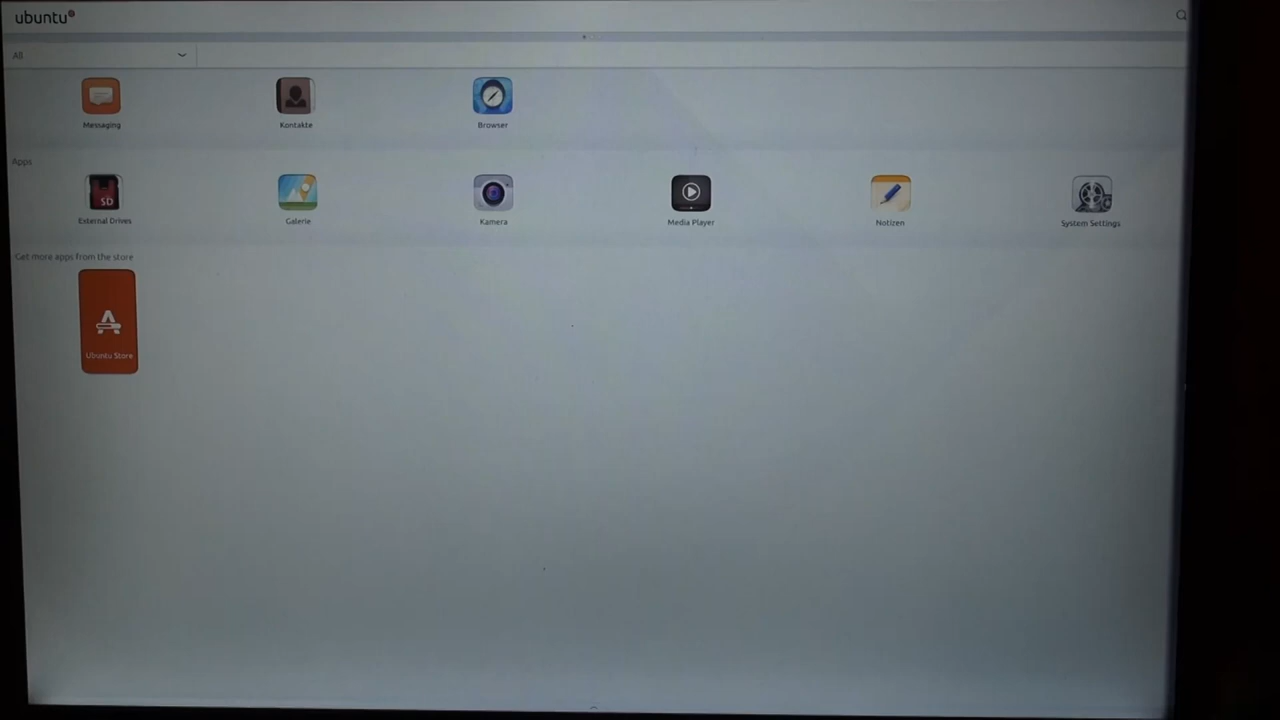 ubuntu
All
Messaging Kontakte Browser
Apps
SD
External Drives Galerie Kamera Media Player Notizen System Settings
Get more apps from the store
Ubuntu Store